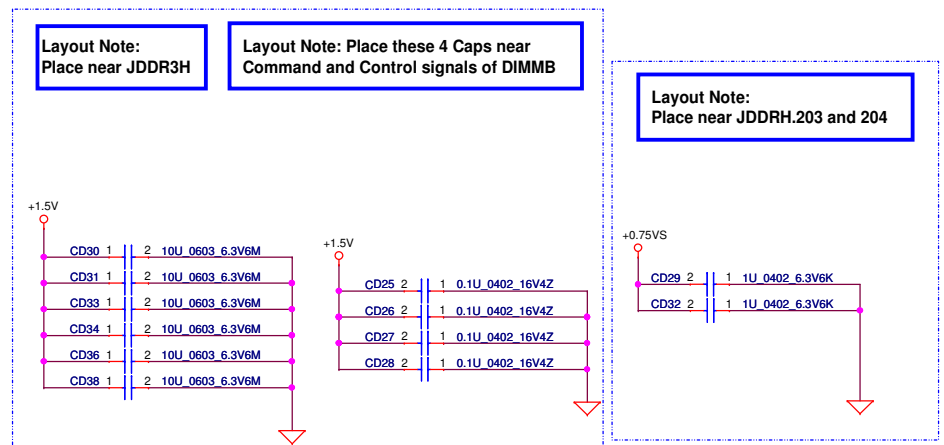 Layout Note:
Place near JDDR3H
Layout Note: Place these 4 Caps near
Command and Control signals of DIMMB
Layout Note:
Place near JDDRH.203 and 204
+1.5V
CD30 1 2 10U_0603_6.3V6M
CD31 1 2 10U_0603_6.3V6M
CD33 1 2 10U_0603_6.3V6M
CD34 1 2 10U_0603_6.3V6M
CD36 1 2 10U_0603_6.3V6M
CD38 1 2 10U_0603_6.3V6M
+1.5V
CD25 2 1 0.1U_0402_16V4Z
CD26 2 1 0.1U_0402_16V4Z
CD27 2 1 0.1U_0402_16V4Z
CD28 2 1 0.1U_0402_16V4Z
+0.75VS
CD29 2 1 1U_0402_6.3V6K
CD32 2 1 1U_0402_6.3V6K